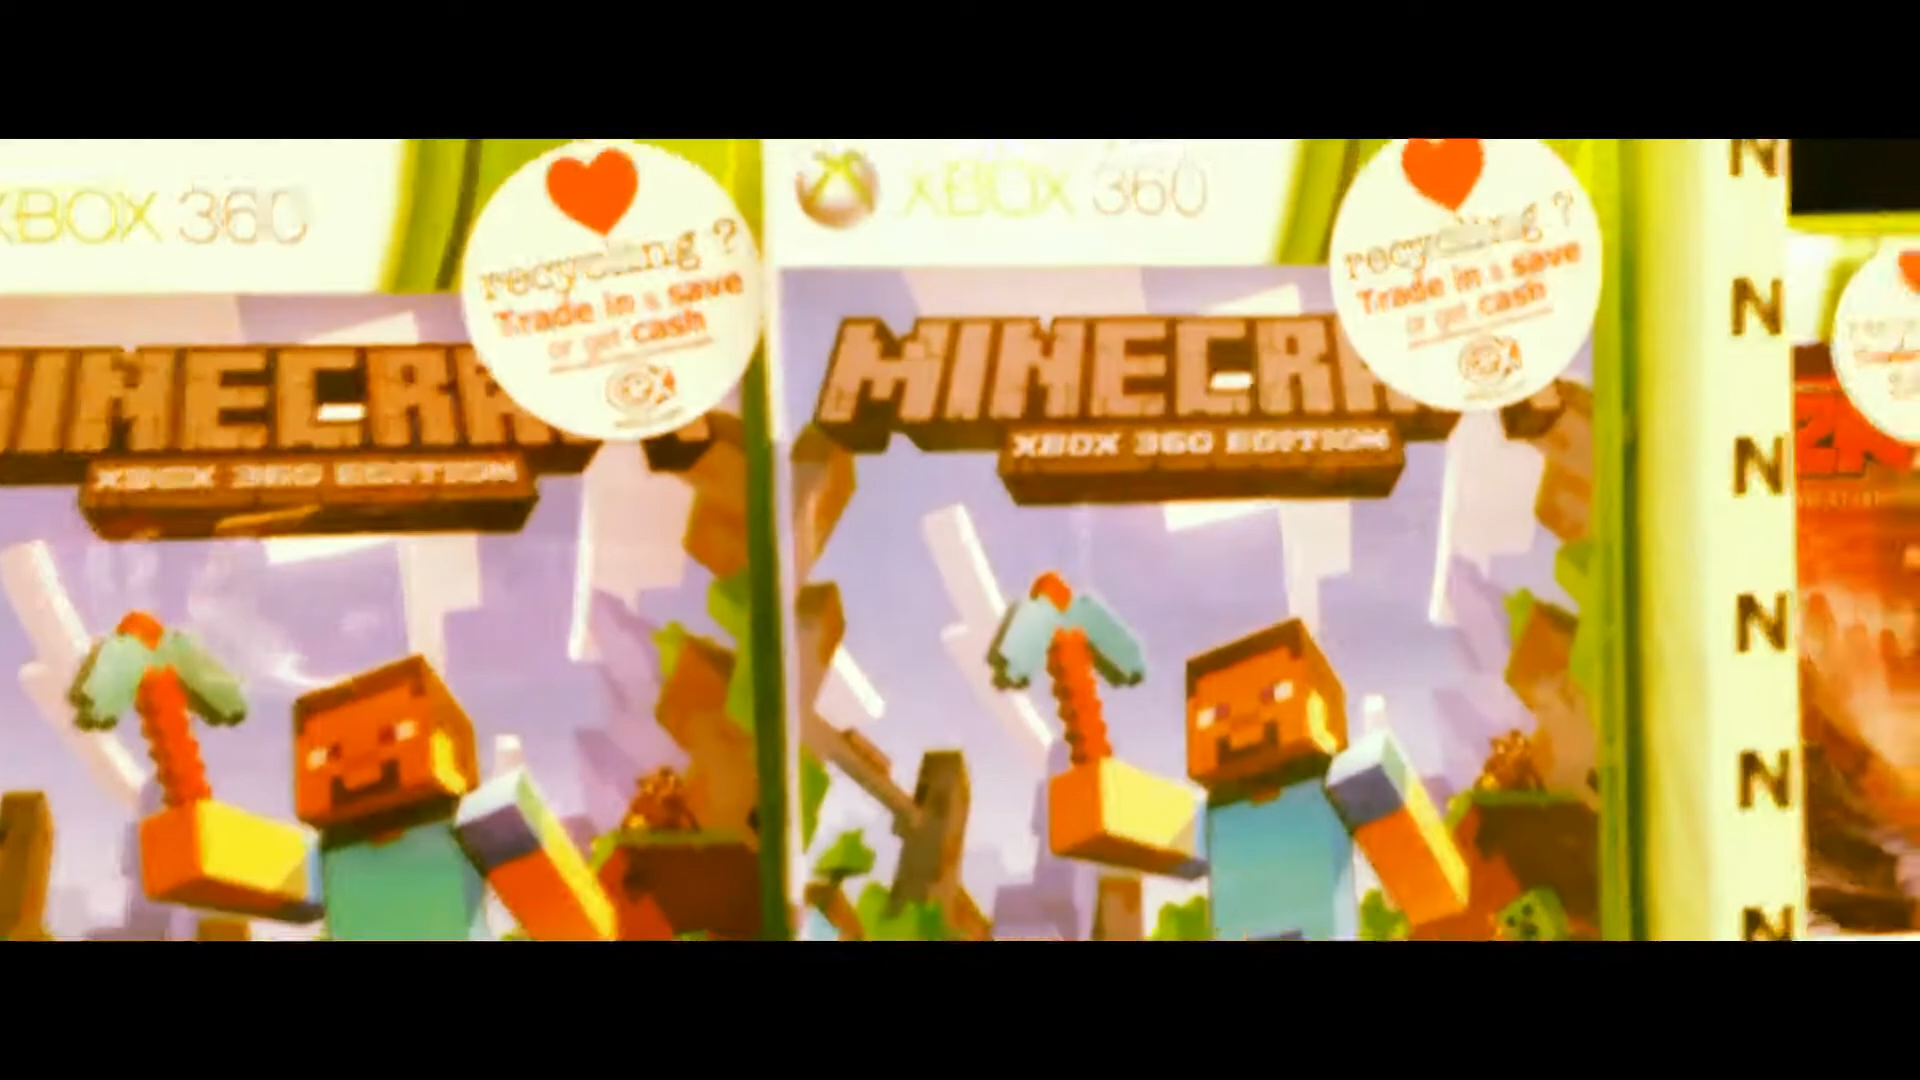 XBOX 360
recycling ?
Trade in & save
or get cash
MINECRA
XBOX 360 EDITION
XBOX 360
recycling ?
Trade in & save
or get cash
MINECRA
XBOX 360 EDITION
N
N
N
N
N
N